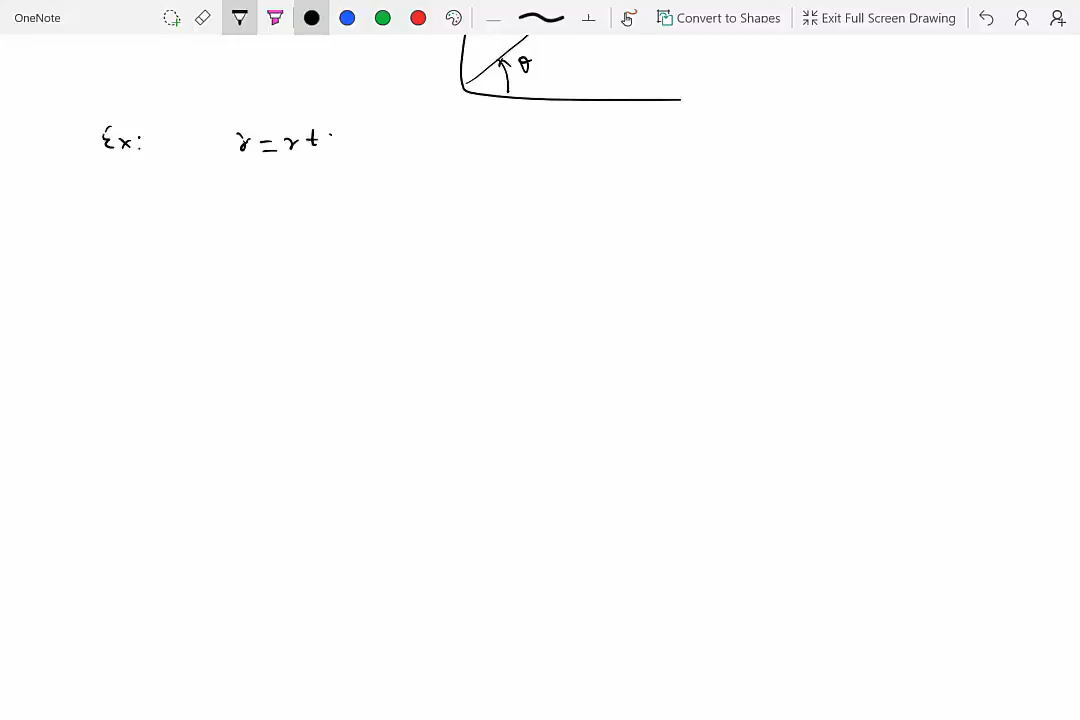 OneNote
Convert to Shapes
Exit Full Screen Drawing
θ
Ex: r = r t